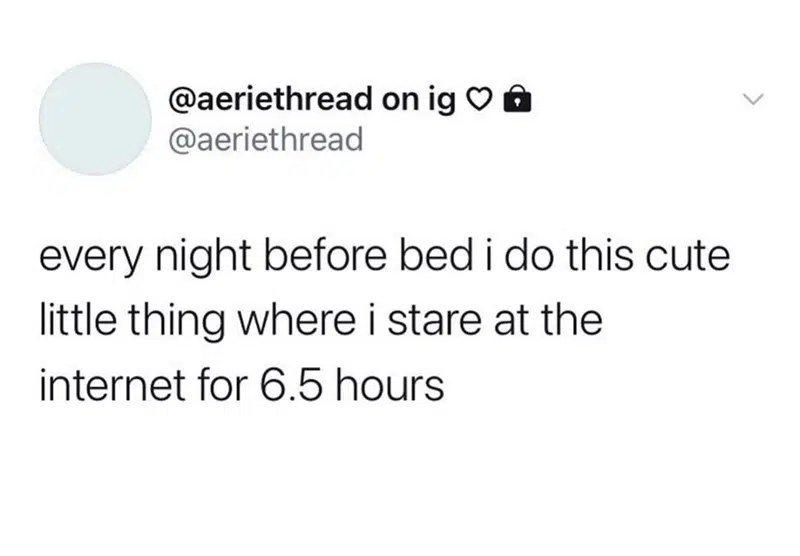 @aeriethread on ig ♡ 🔒
@aeriethread
every night before bed i do this cute
little thing where i stare at the
internet for 6.5 hours